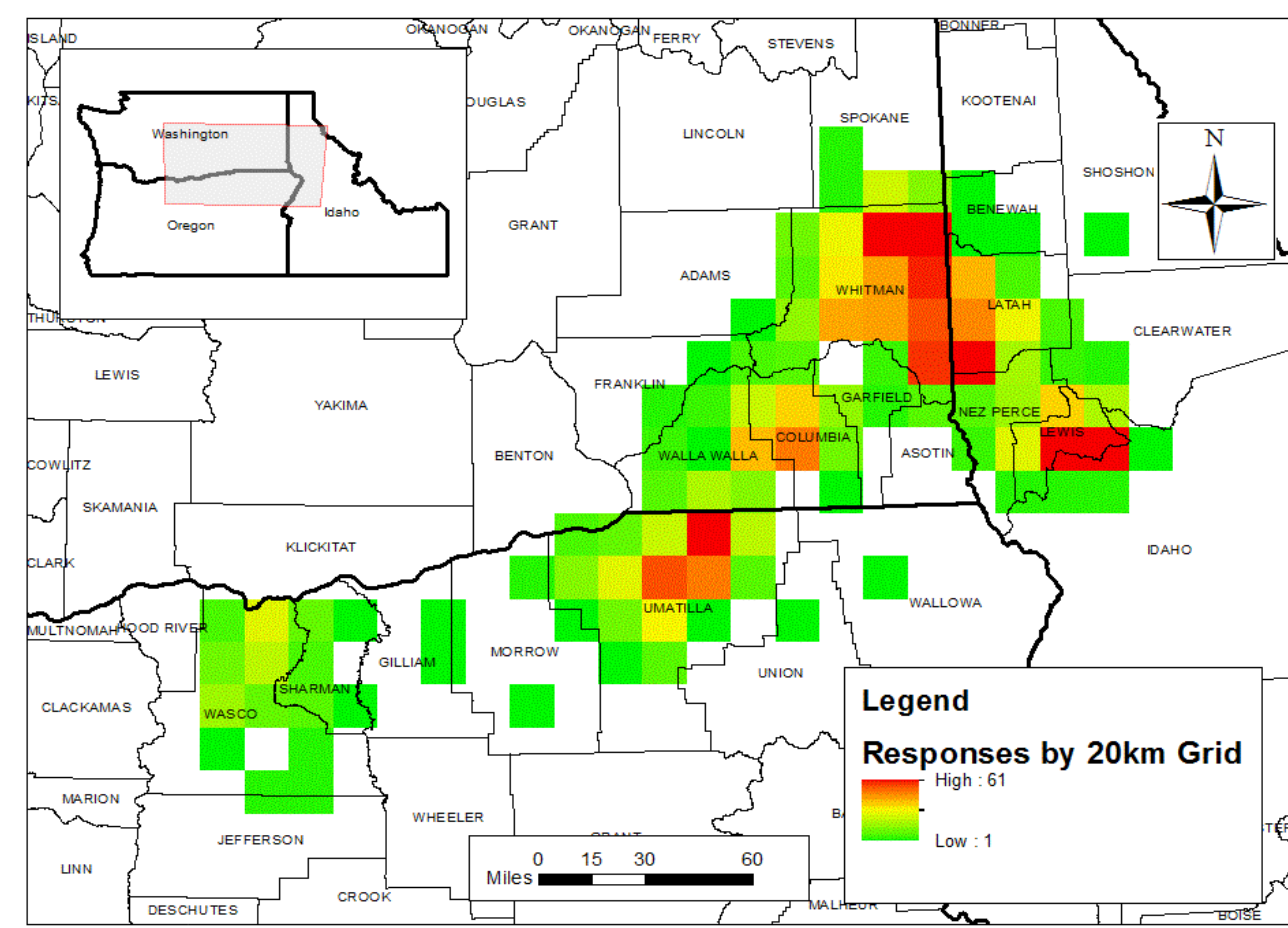 ISLAND
OKANOGAN
OKANOGAN
FERRY
STEVENS
BONNER
KITS
DOUGLAS
LINCOLN
SPOKANE
KOOTENAI
Washington
N
SHOSHON
Oregon
Idaho
GRANT
BENEWAH
ADAMS
WHITMAN
LATAH
THURSTON
CLEARWATER
LEWIS
YAKIMA
FRANKLIN
GARFIELD
NEZ PERCE
COLUMBIA
LEWIS
COWLITZ
BENTON
WALLA WALLA
ASOTIN
SKAMANIA
KLICKITAT
IDAHO
CLARK
UMATILLA
WALLOWA
MULTNOMAH
HOOD RIVER
GILLIAM
MORROW
UNION
SHARMAN
CLACKAMAS
WASCO
Legend
Responses by 20km Grid
High : 61
Low : 1
MARION
WHEELER
BA
JEFFERSON
GRANT
LINN
0 15 30 60
Miles
CROOK
DESCHUTES
MALHEUR
BOISE